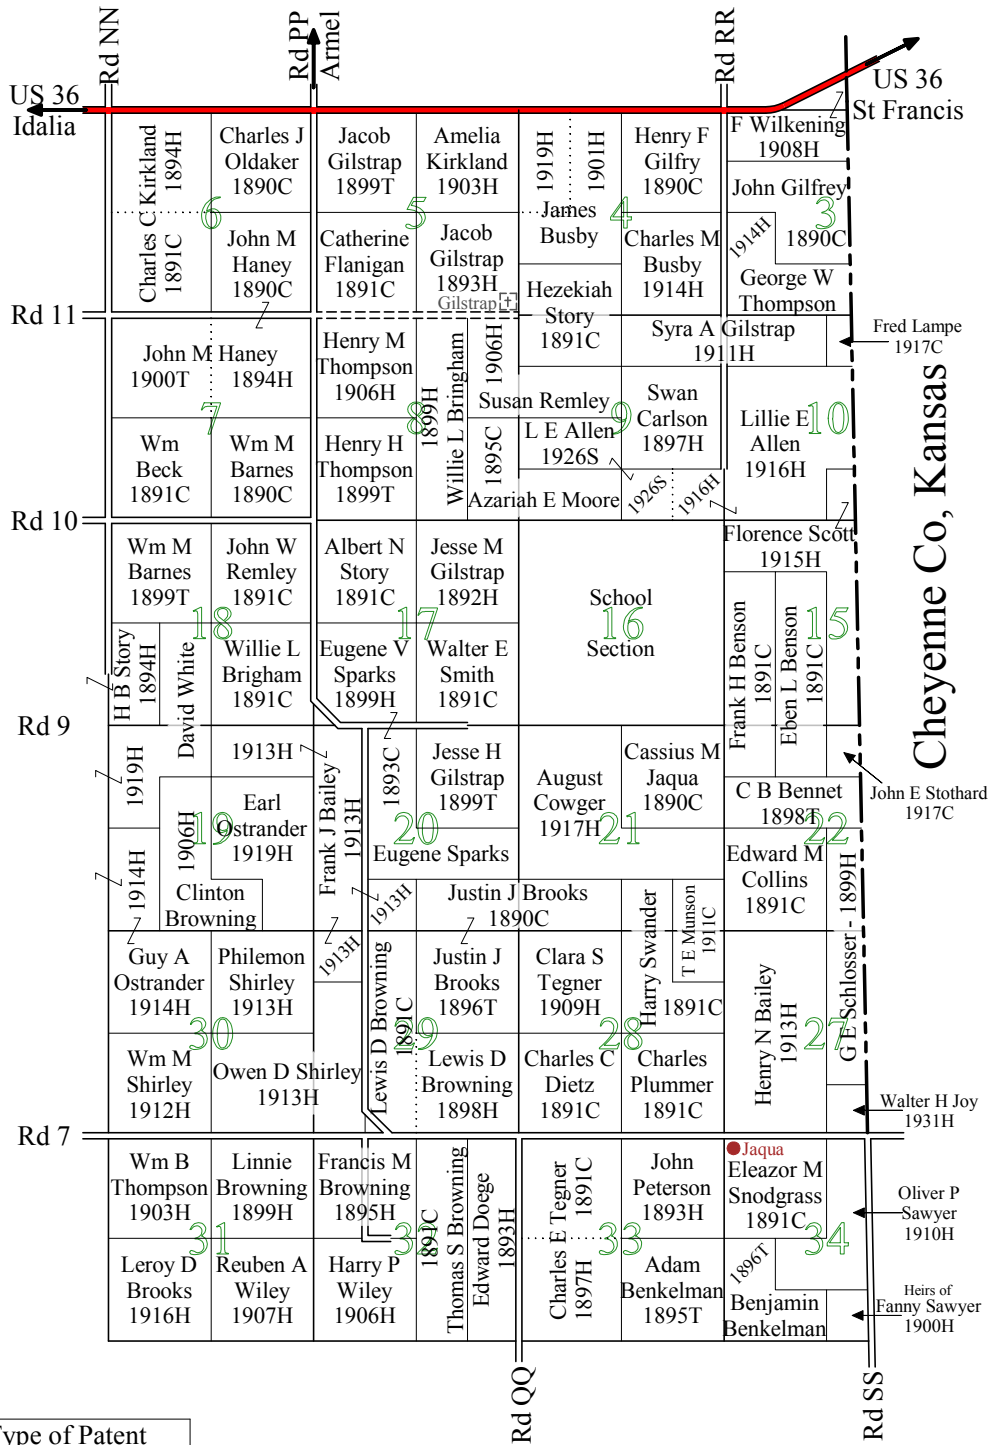 Rd NN
Rd PP
Armel
Rd RR
US 36
Idalia
US 36
St Francis
Charles C Kirkland
1894H
1891C
Charles J
Oldaker
1890C
Jacob
Gilstrap
1899T
Amelia
Kirkland
1903H
1919H
1901H
James
Busby
Henry F
Gilfry
1890C
F Wilkening
1908H
John Gilfrey
1890C
1914H
6
5
4
3
John M
Haney
1890C
Catherine
Flanigan
1891C
Jacob
Gilstrap
1893H
Gilstrap
Hezekiah
Story
1891C
Charles M
Busby
1914H
George W
Thompson
Rd 11
John M Haney
1900T
1894H
Henry M
Thompson
1906H
Willie L Bringham
1899H
1906H
Syra A Gilstrap
1911H
Fred Lampe
1917C
Susan Remley
1895C
Swan
Carlson
1897H
7
8
9
10
Wm
Beck
1891C
Wm M
Barnes
1890C
Henry H
Thompson
1899T
L E Allen
1926S
Lillie E
Allen
1916H
Azariah E Moore
1926S
1916H
Cheyenne Co, Kansas
Rd 10
Wm M
Barnes
1899T
John W
Remley
1891C
Albert N
Story
1891C
Jesse M
Gilstrap
1892H
School
Section
Florence Scott
1915H
18
17
16
15
H B Story
1894H
David White
Willie L
Brigham
1891C
Eugene V
Sparks
1899H
Walter E
Smith
1891C
Frank H Benson
1891C
Eben L Benson
1891C
Rd 9
1919H
1906H
1913H
Frank J Bailey
1913H
1893C
Jesse H
Gilstrap
1899T
August
Cowger
1917H
Cassius M
Jaqua
1890C
C B Bennet
1898T
John E Stothard
1917C
Earl
Ostrander
1919H
19
20
21
22
1914H
Clinton
Browning
Eugene Sparks
1913H
Justin J Brooks
1890C
Edward M
Collins
1891C
G E Schlosser - 1899H
Harry Swander
1891C
T E Munson
1911C
Guy A
Ostrander
1914H
Philemon
Shirley
1913H
1913H
Lewis D Browning
1891C
Justin J
Brooks
1896T
Clara S
Tegner
1909H
Henry N Bailey
1913H
30
29
28
27
Wm M
Shirley
1912H
Owen D Shirley
1913H
Lewis D
Browning
1898H
Charles C
Dietz
1891C
Charles
Plummer
1891C
Walter H Joy
1931H
Rd 7
Wm B
Thompson
1903H
Linnie
Browning
1899H
Francis M
Browning
1895H
Thomas S Browning
1891C
Edward Doege
1893H
Charles E Tegner
1891C
1897H
John
Peterson
1893H
Jaqua
Eleazor M
Snodgrass
1891C
Oliver P
Sawyer
1910H
31
32
33
34
Leroy D
Brooks
1916H
Reuben A
Wiley
1907H
Harry P
Wiley
1906H
Adam
Benkelman
1895T
1896T
Benjamin
Benkelman
Heirs of
Fanny Sawyer
1900H
Rd QQ
Rd SS
Type of Patent